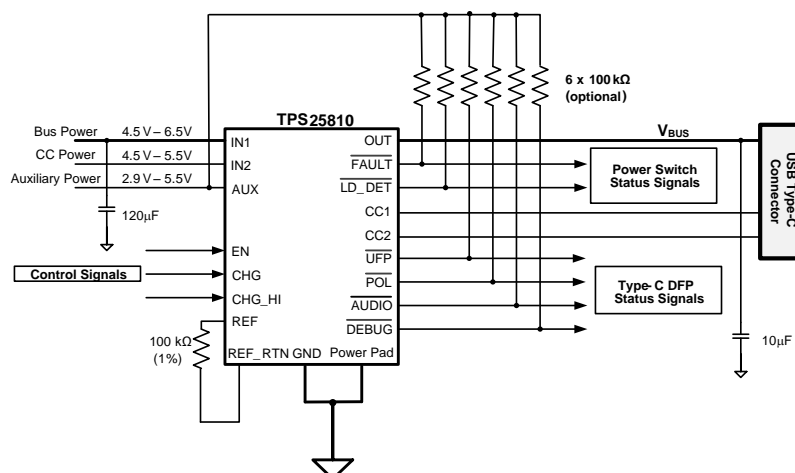 6 x 100 kΩ
(optional)
TPS25810
Bus Power 4.5 V – 6.5V
CC Power 4.5 V – 5.5V
Auxiliary Power 2.9 V – 5.5V
120µF
Control Signals
100 kΩ
(1%)
IN1
IN2
AUX
EN
CHG
CHG_HI
REF
REF_RTN GND Power Pad
OUT
FAULT
LD_DET
CC1
CC2
UFP
POL
AUDIO
DEBUG
VBUS
Power Switch
Status Signals
Type-C DFP
Status Signals
USB Type-C
Connector
10µF